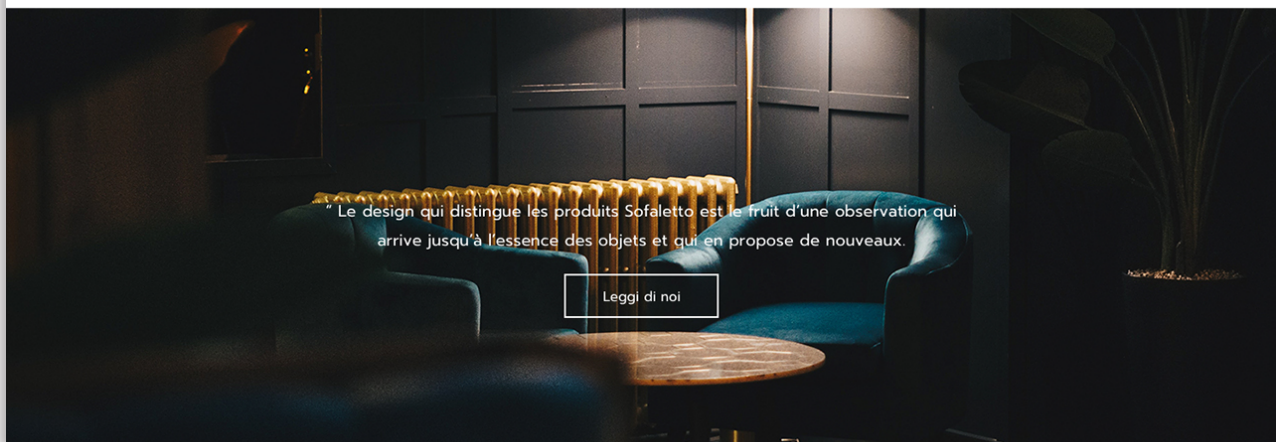 “ Le design qui distingue les produits Sofaletto est le fruit d’une observation qui
arrive jusqu’à l’essence des objets et qui en propose de nouveaux.
Leggi di noi